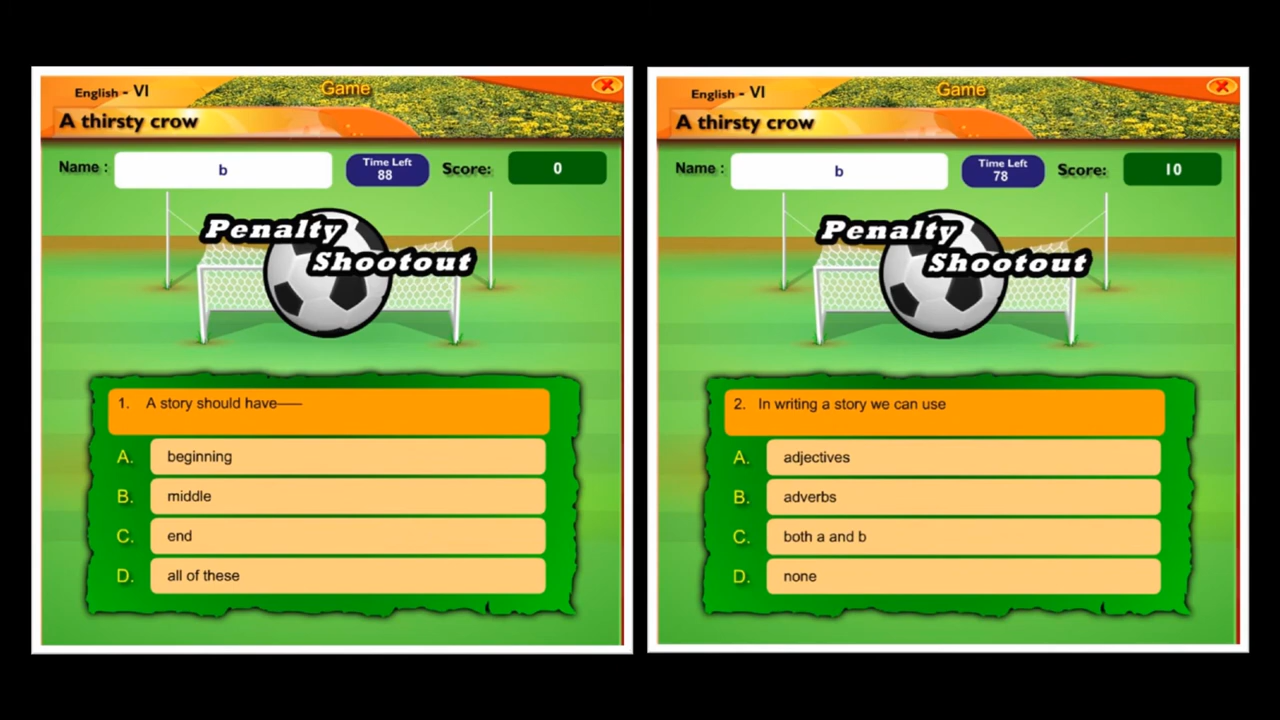 English - VI
Game
A thirsty crow
Name :
b
Time Left
88
Score:
0
Penalty
Shootout
1. A story should have——
A. beginning
B. middle
C. end
D. all of these
English - VI
Game
A thirsty crow
Name :
b
Time Left
78
Score:
10
Penalty
Shootout
2. In writing a story we can use
A. adjectives
B. adverbs
C. both a and b
D. none